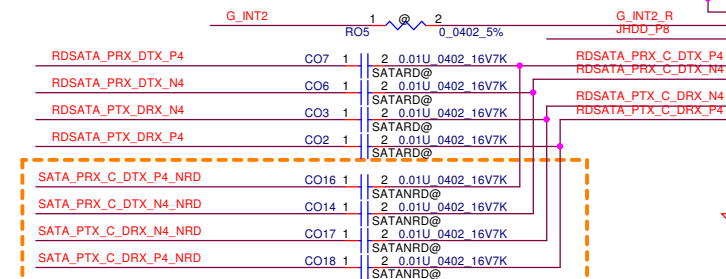 G_INT2 1 @ 2 G_INT2_R
RO5 0_0402_5% JHDD_P8
RDSATA_PRX_DTX_P4 CO7 1 2 0.01U_0402_16V7K RDSATA_PRX_C_DTX_P4
SATARD@ RDSATA_PRX_C_DTX_N4
RDSATA_PRX_DTX_N4 CO6 1 2 0.01U_0402_16V7K
SATARD@ RDSATA_PTX_C_DRX_N4
RDSATA_PTX_DRX_N4 CO3 1 2 0.01U_0402_16V7K RDSATA_PTX_C_DRX_P4
SATARD@
RDSATA_PTX_DRX_P4 CO2 1 2 0.01U_0402_16V7K
SATARD@
SATA_PRX_C_DTX_P4_NRD CO16 1 2 0.01U_0402_16V7K
SATANRD@
SATA_PRX_C_DTX_N4_NRD CO14 1 2 0.01U_0402_16V7K
SATANRD@
SATA_PTX_C_DRX_N4_NRD CO17 1 2 0.01U_0402_16V7K
SATANRD@
SATA_PTX_C_DRX_P4_NRD CO18 1 2 0.01U_0402_16V7K
SATANRD@